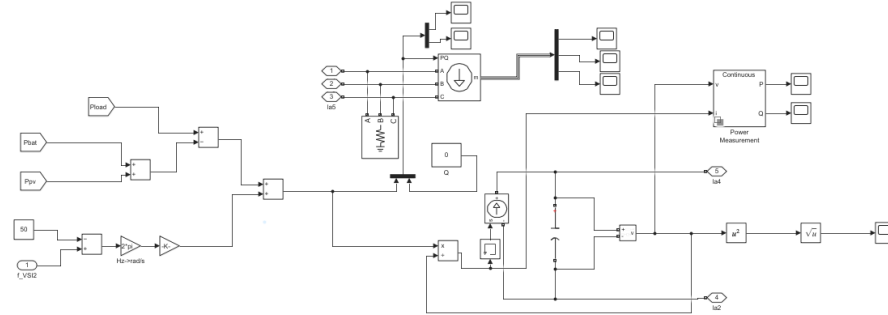 1
2
3
Ia5
PQ
A
B
C
m
A B C
Continuous
v
i
P
Q
Power
Measurement
Pload
Pbat
Ppv
+
-
+
+
+
+
0
Q
5
Ia4
50
1
f_VSI2
2*pi
Hz->rad/s
-K-
x
÷
+
-
v
u²
√u
4
Ia2